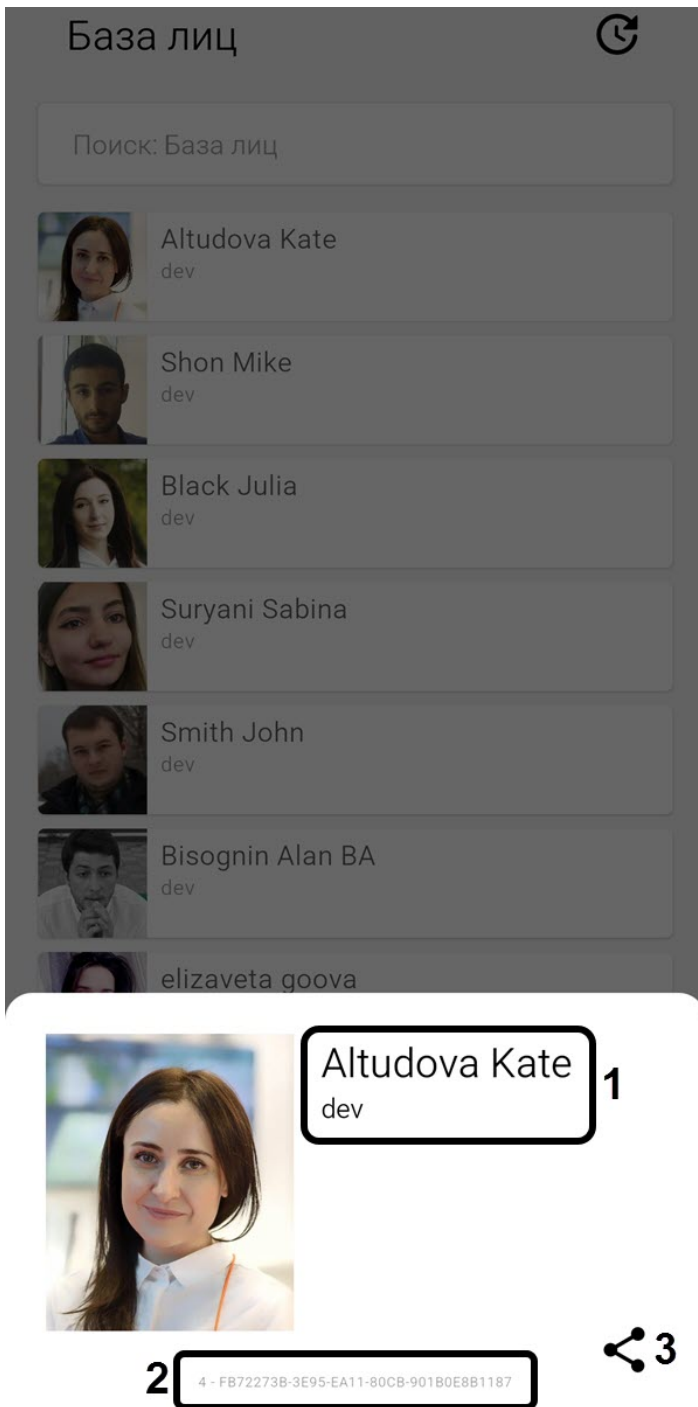 База лиц
Поиск: База лиц
Altudova Kate
dev
Shon Mike
dev
Black Julia
dev
Suryani Sabina
dev
Smith John
dev
Bisognin Alan BA
dev
elizaveta goova
Altudova Kate
dev
1
3
2
4 - FB72273B-3E95-EA11-80CB-901B0E8B1187